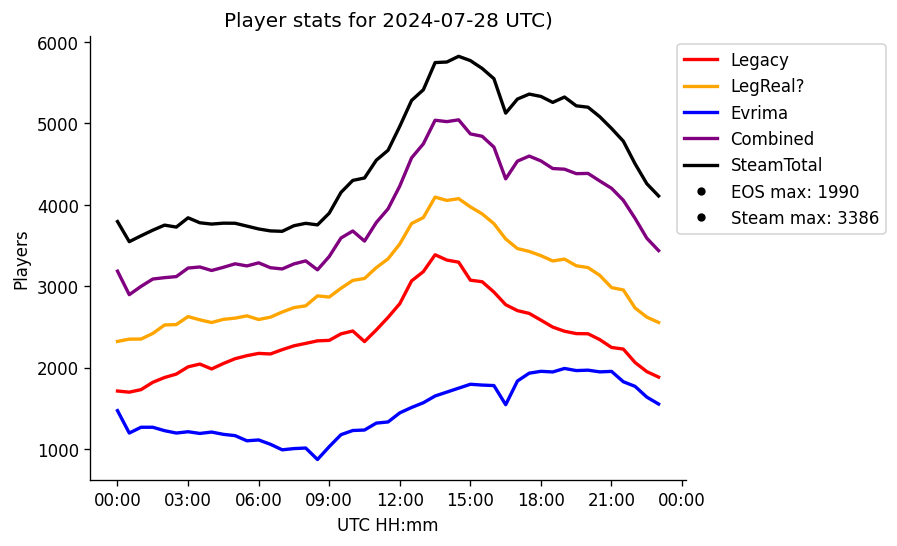 Player stats for 2024-07-28 UTC)
6000
5000
4000
3000
2000
1000
Players
00:00 03:00 06:00 09:00 12:00 15:00 18:00 21:00 00:00
UTC HH:mm
Legacy
LegReal?
Evrima
Combined
SteamTotal
EOS max: 1990
Steam max: 3386